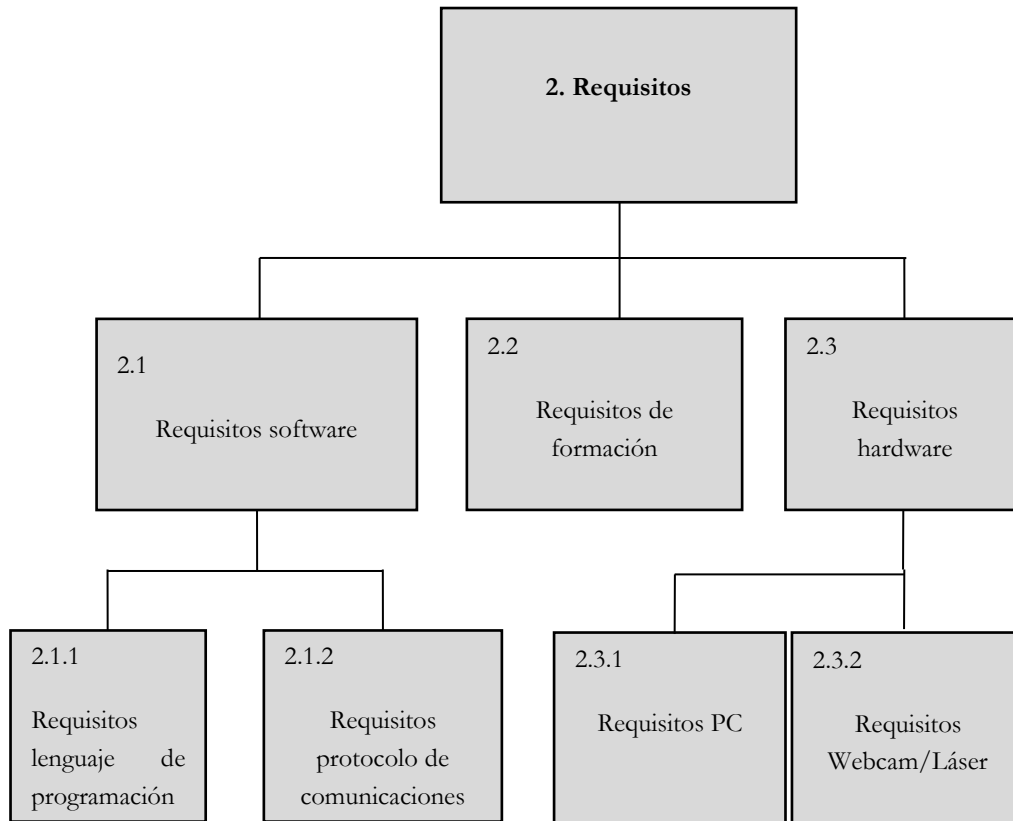 2. Requisitos
2.1
Requisitos software
2.2
Requisitos de
formación
2.3
Requisitos
hardware
2.1.1
Requisitos
lenguaje de
programación
2.1.2
Requisitos
protocolo de
comunicaciones
2.3.1
Requisitos PC
2.3.2
Requisitos
Webcam/Láser